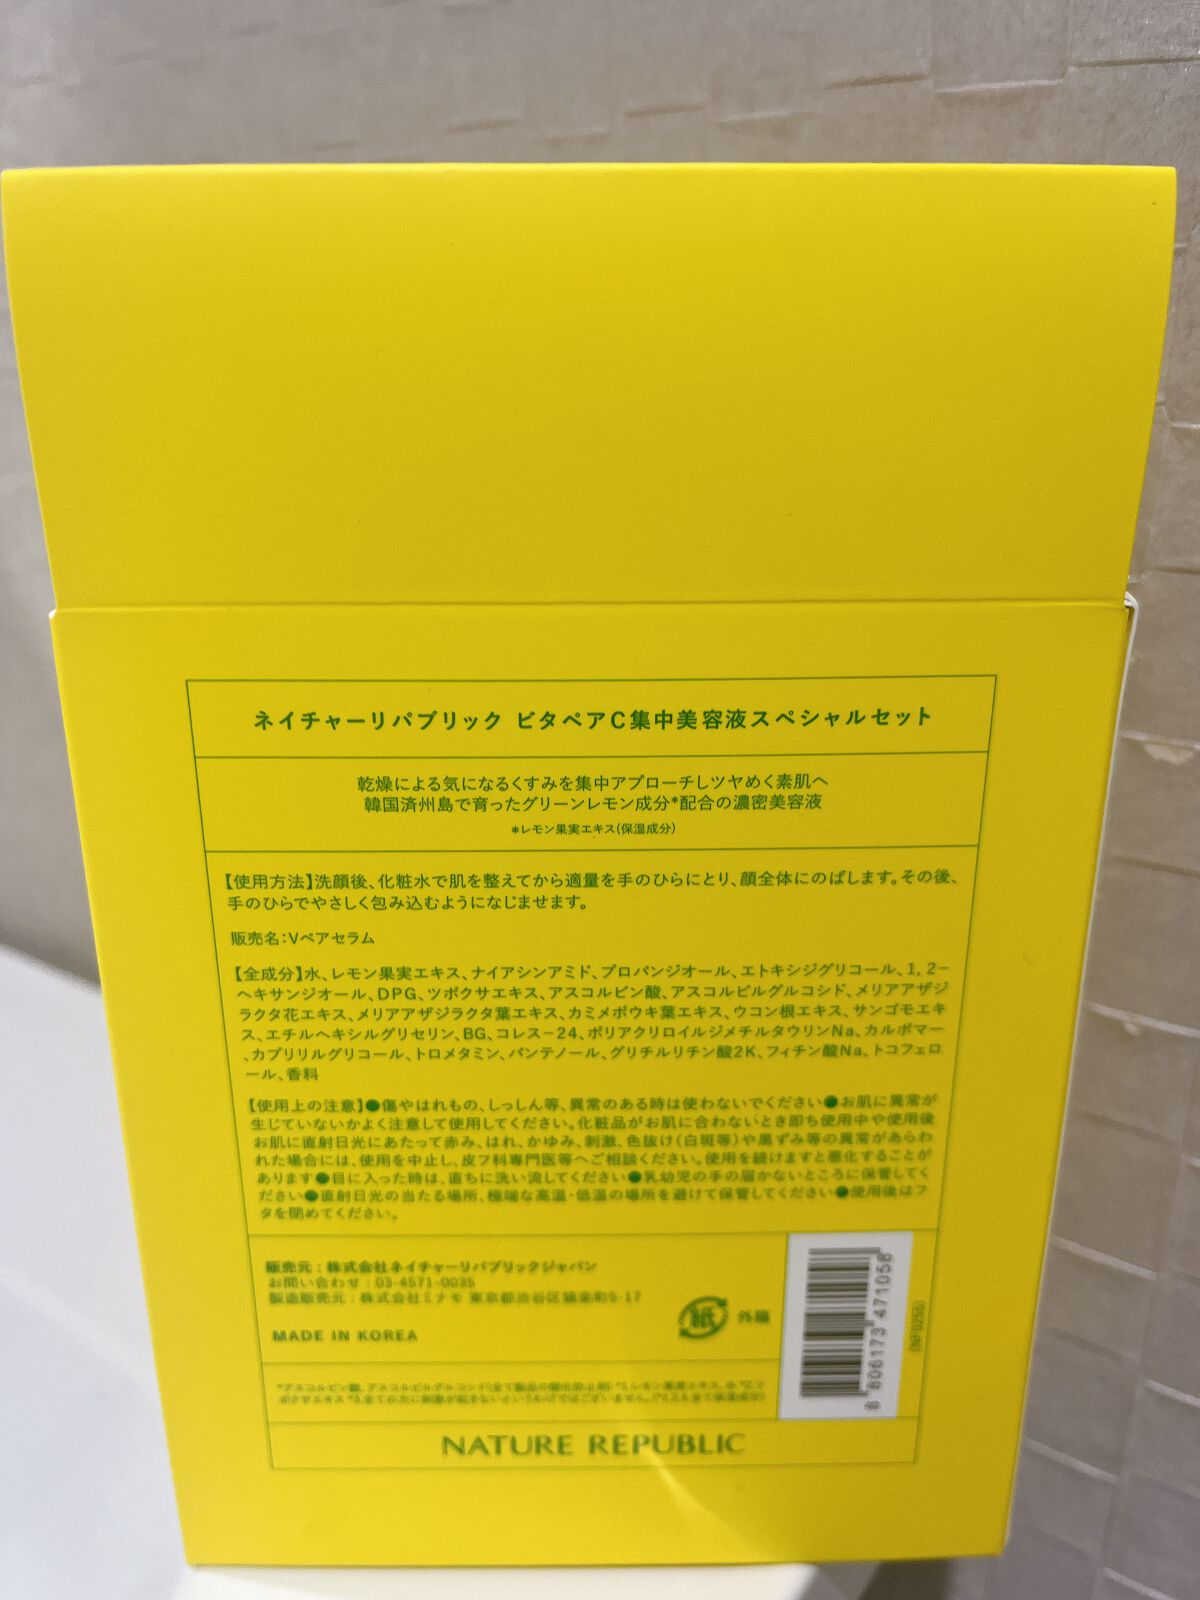 ネイチャーリパブリック ビタペアC集中美容液スペシャルセット
乾燥による気になるくすみを集中アプローチしツヤめく素肌へ
韓国済州島で育ったグリーンレモン成分*配合の濃密美容液
*レモン果実エキス(保湿成分)
【使用方法】洗顔後、化粧水で肌を整えてから適量を手のひらにとり、顔全体にのばします。その後、
手のひらでやさしく包み込むようになじませます。
販売名:Vペアセラム
【全成分】水、レモン果実エキス、ナイアシンアミド、プロパンジオール、エトキシジグリコール、1, 2−
ヘキサンジオール、DPG、ツボクサエキス、アスコルビン酸、アスコルビルグルコシド、メリアアザジ
ラクタ花エキス、メリアアザジラクタ葉エキス、カミメボウキ葉エキス、ウコン根エキス、サンゴモエキ
ス、エチルヘキシルグリセリン、BG、コレス−24、ポリアクリロイルジメチルタウリンNa、カルボマー
、カプリリルグリコール、トロメタミン、パンテノール、グリチルリチン酸2K、フィチン酸Na、トコフェロ
ール、香料
【使用上の注意】●傷やはれもの、しっしん等、異常のある時は使わないでください●お肌に異常が
生じていないかよく注意して使用してください。化粧品がお肌に合わないとき即ち使用中や使用後
お肌に直射日光にあたって赤み、はれ、かゆみ、刺激、色抜け(白斑等)や黒ずみ等の異常があらわ
れた場合には、使用を中止し、皮フ科専門医等へご相談ください。使用を続けますと悪化することが
あります●目に入った時は、直ちに洗い流してください●乳幼児の手の届かないところに保管してく
ださい●直射日光の当たる場所、極端な高温・低温の場所を避けて保管してください●使用後はフ
タを閉めてください。
販売元:株式会社ネイチャーリパブリックジャパン
お問い合わせ:03-4571-0035
製造販売元:株式会社ミナモ 東京都渋谷区猿楽町5-17
MADE IN KOREA
紙 外箱
8 806173 471058
NATURE REPUBLIC